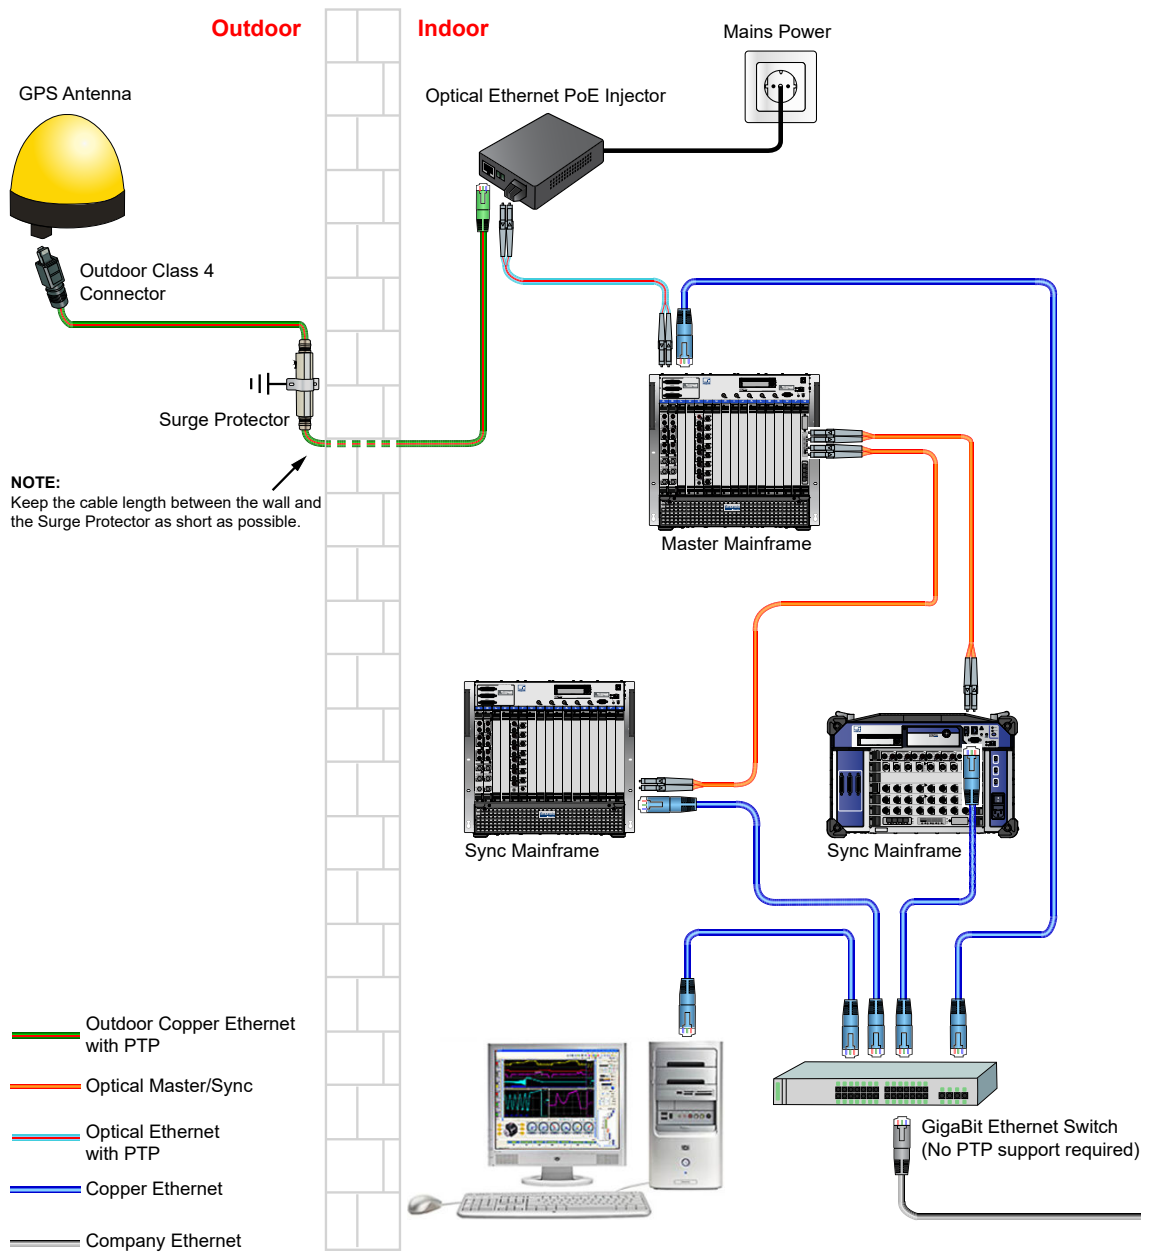 Outdoor
Indoor
Mains Power
GPS Antenna
Optical Ethernet PoE Injector
Outdoor Class 4
Connector
Surge Protector
NOTE:
Keep the cable length between the wall and
the Surge Protector as short as possible.
Master Mainframe
Sync Mainframe
Sync Mainframe
Outdoor Copper Ethernet
with PTP
Optical Master/Sync
Optical Ethernet
with PTP
Copper Ethernet
Company Ethernet
GigaBit Ethernet Switch
(No PTP support required)